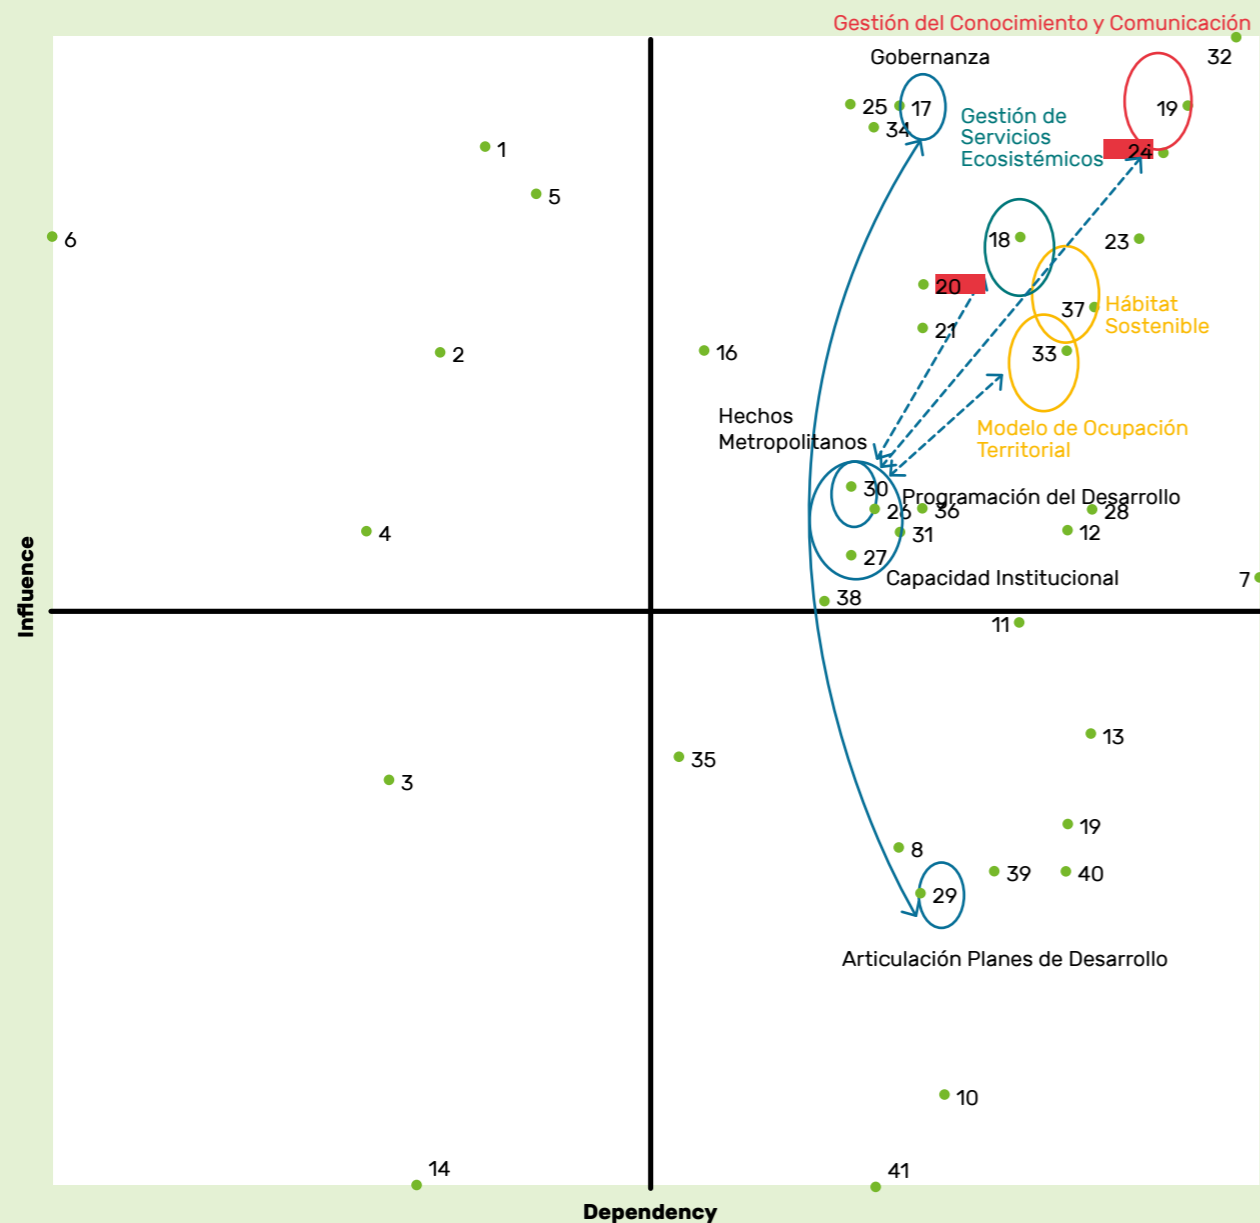 Gestión del Conocimiento y Comunicación
32
Gobernanza
25
17
34
19
Gestión de
Servicios
Ecosistémicos
24
1
5
6
18
23
20
37
Hábitat
Sostenible
21
2
16
33
Hechos
Metropolitanos
Modelo de Ocupación
Territorial
30
Programación del Desarrollo
26
36
28
4
31
12
27
Capacidad Institucional
7
38
Influence
11
13
35
3
19
8
39
40
29
Articulación Planes de Desarrollo
10
14
41
Dependency